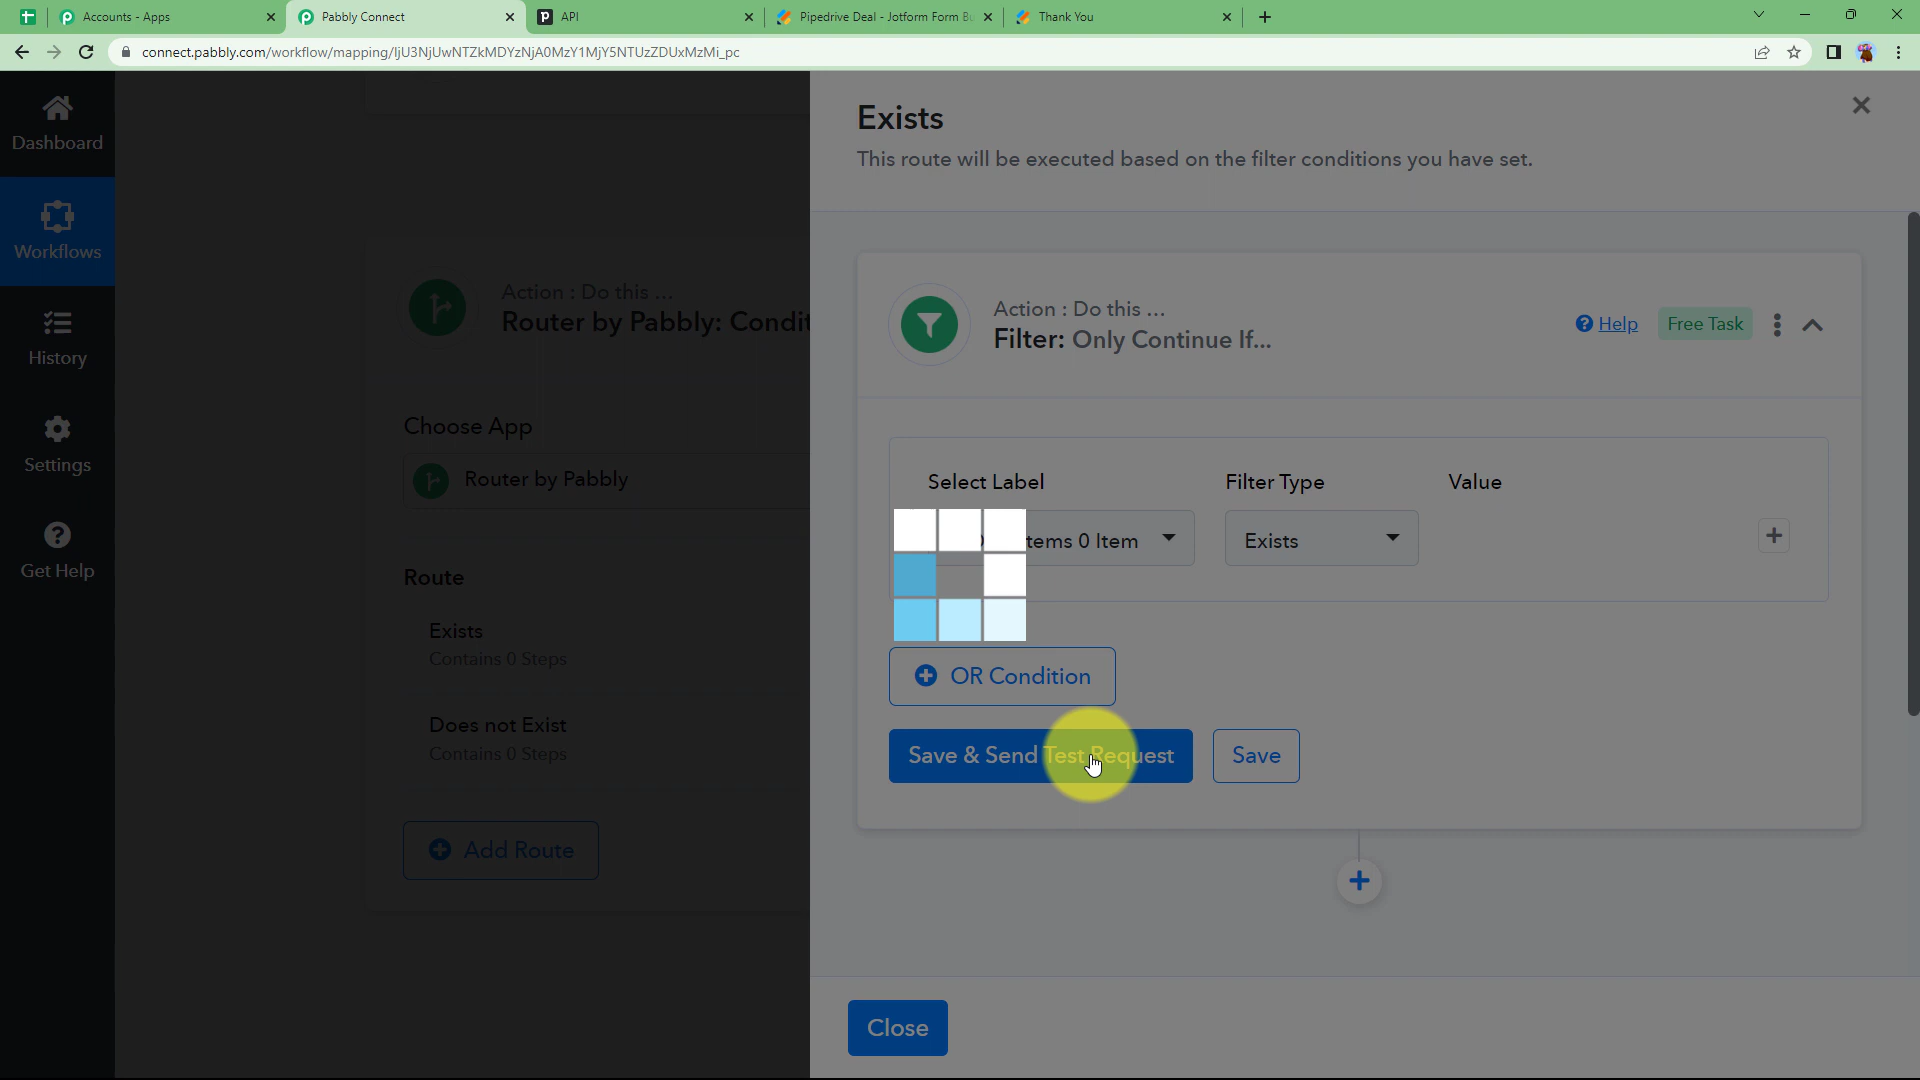 Accounts - Apps
Pabbly Connect
API
Pipedrive Deal - Jotform Form Bu
Thank You
connect.pabbly.com/workflow/mapping/IjU3NjUwNTZkMDYzNjA0MzY1MjY5NTUzZDUxMzMi_pc
Dashboard
Workflows
History
Settings
Get Help
Action : Do this ...
Router by Pabbly: Condit
Choose App
Router by Pabbly
Route
Exists
Contains 0 Steps
Does not Exist
Contains 0 Steps
Add Route
Exists
This route will be executed based on the filter conditions you have set.
Action : Do this ...
Filter: Only Continue If...
Help
Free Task
Select Label
Filter Type
Value
tems 0 Item
Exists
OR Condition
Save & Send Test Request
Save
Close